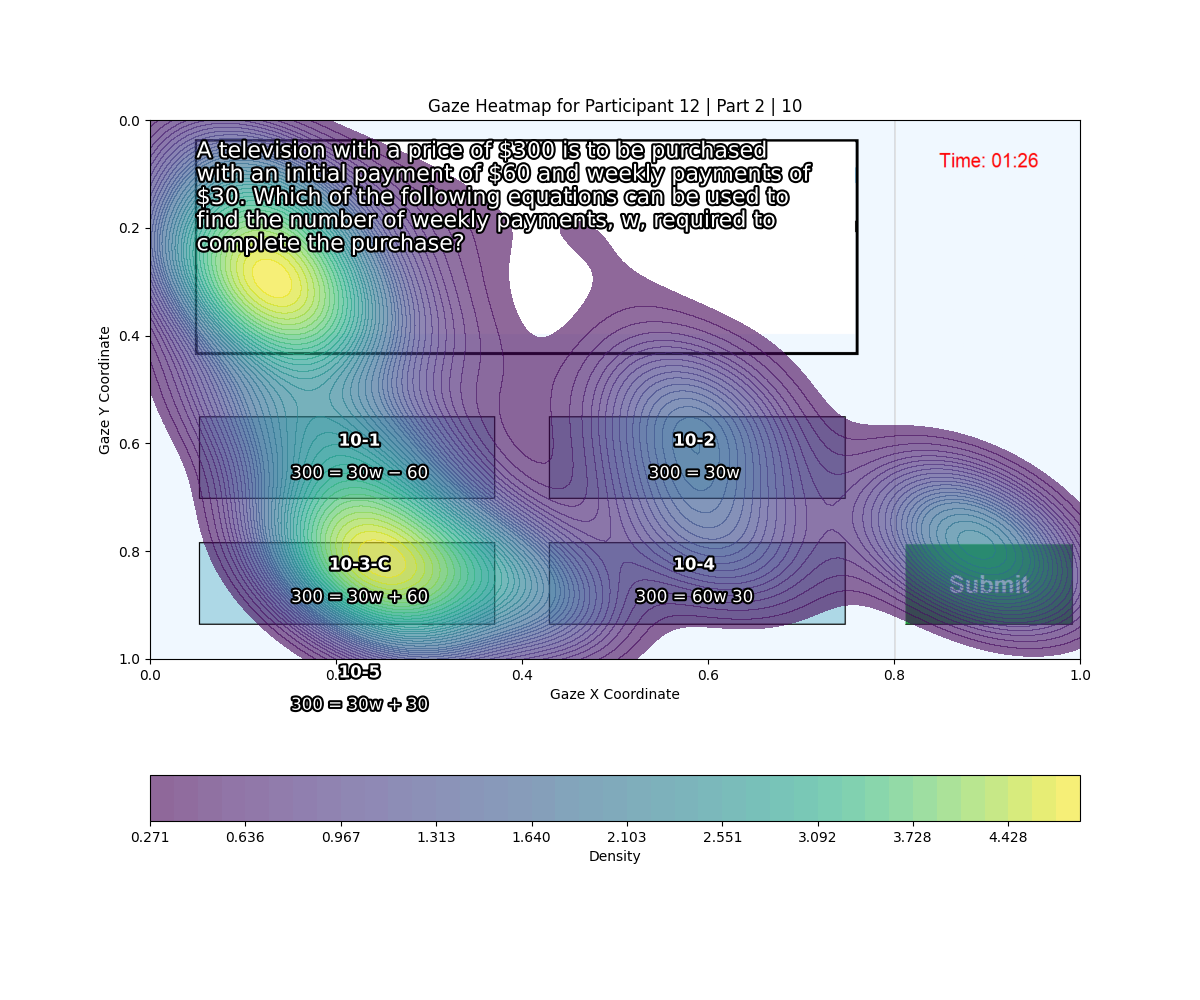 Gaze Heatmap for Participant 12 | Part 2 | 10
0.0
0.2
0.4
0.6
0.8
1.0
Gaze Y Coordinate
A television with a price of $300 is to be purchased
with an initial payment of $60 and weekly payments of
$30. Which of the following equations can be used to
find the number of weekly payments, w, required to
complete the purchase?
Time: 01:26
10-1
300 = 30w − 60
10-2
300 = 30w
10-3-C
300 = 30w + 60
10-4
300 = 60w 30
Submit
0.0 0.2 0.4 0.6 0.8 1.0
10-5
Gaze X Coordinate
300 = 30w + 30
0.271 0.636 0.967 1.313 1.640 2.103 2.551 3.092 3.728 4.428
Density